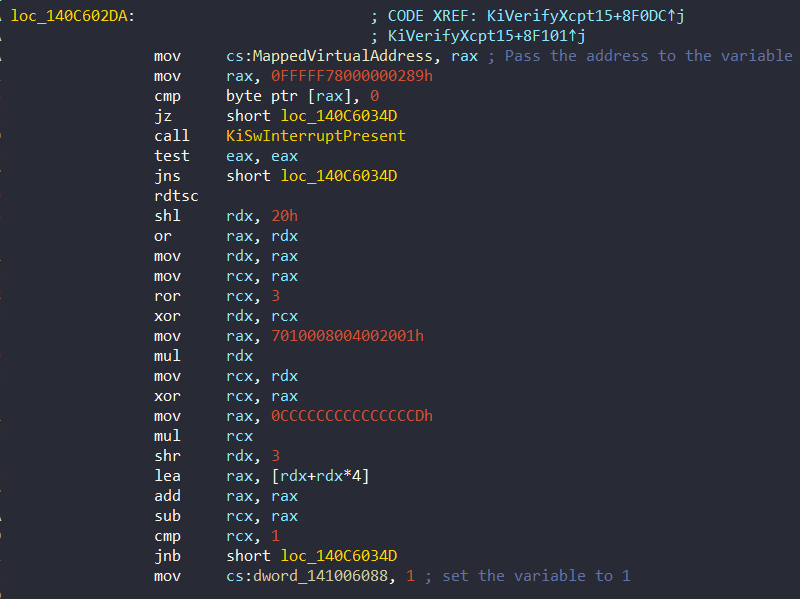 loc_140C602DA: ; CODE XREF: KiVerifyXcpt15+8F0DC↑j
; KiVerifyXcpt15+8F101↑j
mov cs:MappedVirtualAddress, rax ; Pass the address to the variable
mov rax, 0FFFFF78000000289h
cmp byte ptr [rax], 0
jz short loc_140C6034D
call KiSwInterruptPresent
test eax, eax
jns short loc_140C6034D
rdtsc
shl rdx, 20h
or rax, rdx
mov rdx, rax
mov rcx, rax
ror rcx, 3
xor rdx, rcx
mov rax, 7010008004002001h
mul rdx
mov rcx, rdx
xor rcx, rax
mov rax, 0CCCCCCCCCCCCCCCDh
mul rcx
shr rdx, 3
lea rax, [rdx+rdx*4]
add rax, rax
sub rcx, rax
cmp rcx, 1
jnb short loc_140C6034D
mov cs:dword_141006088, 1 ; set the variable to 1